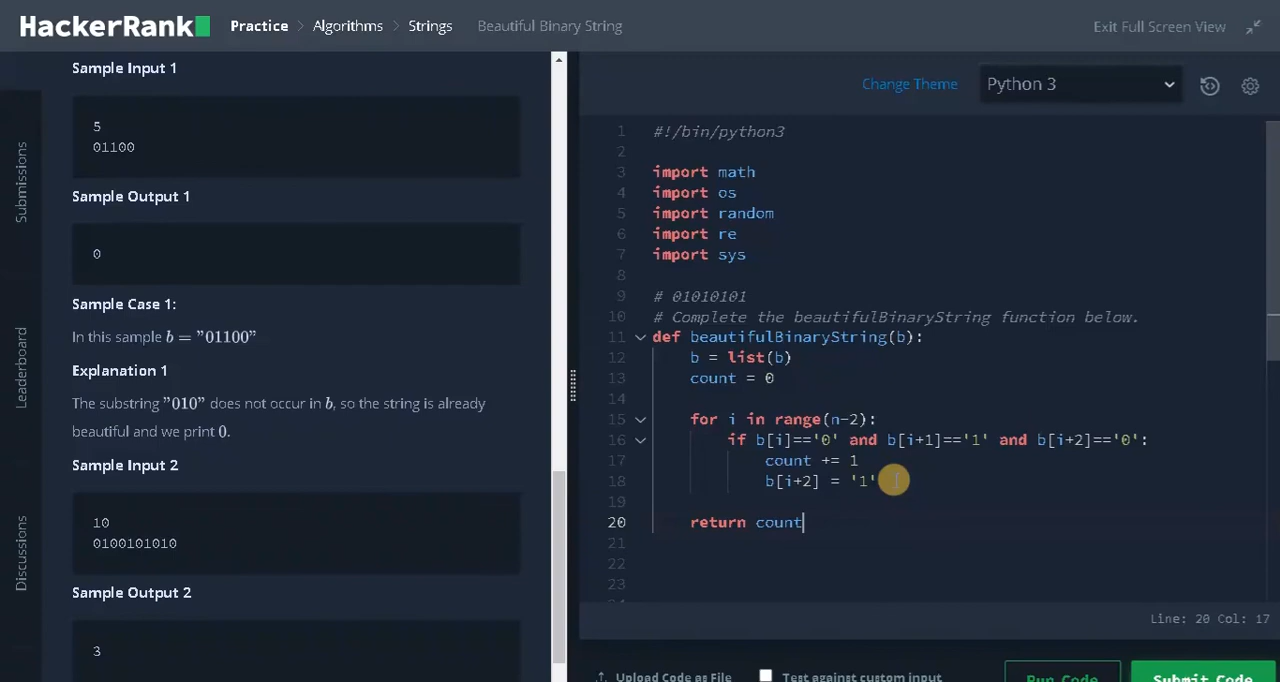 HackerRank Practice > Algorithms > Strings Beautiful Binary String Exit Full Screen View
Submissions
Leaderboard
Discussions
Sample Input 1
5
01100
Sample Output 1
0
Sample Case 1:
In this sample b = "01100"
Explanation 1
The substring "010" does not occur in b, so the string is already
beautiful and we print 0.
Sample Input 2
10
0100101010
Sample Output 2
3
Change Theme Python 3
1 #!/bin/python3
2
3 import math
4 import os
5 import random
6 import re
7 import sys
8
9 # 01010101
10 # Complete the beautifulBinaryString function below.
11 def beautifulBinaryString(b):
12 b = list(b)
13 count = 0
14
15 for i in range(n-2):
16 if b[i]=='0' and b[i+1]=='1' and b[i+2]=='0':
17 count += 1
18 b[i+2] = '1'
19
20 return count
21
22
23
24
Line: 20 Col: 17
Upload Code as File Test against custom input Run Code Submit Code